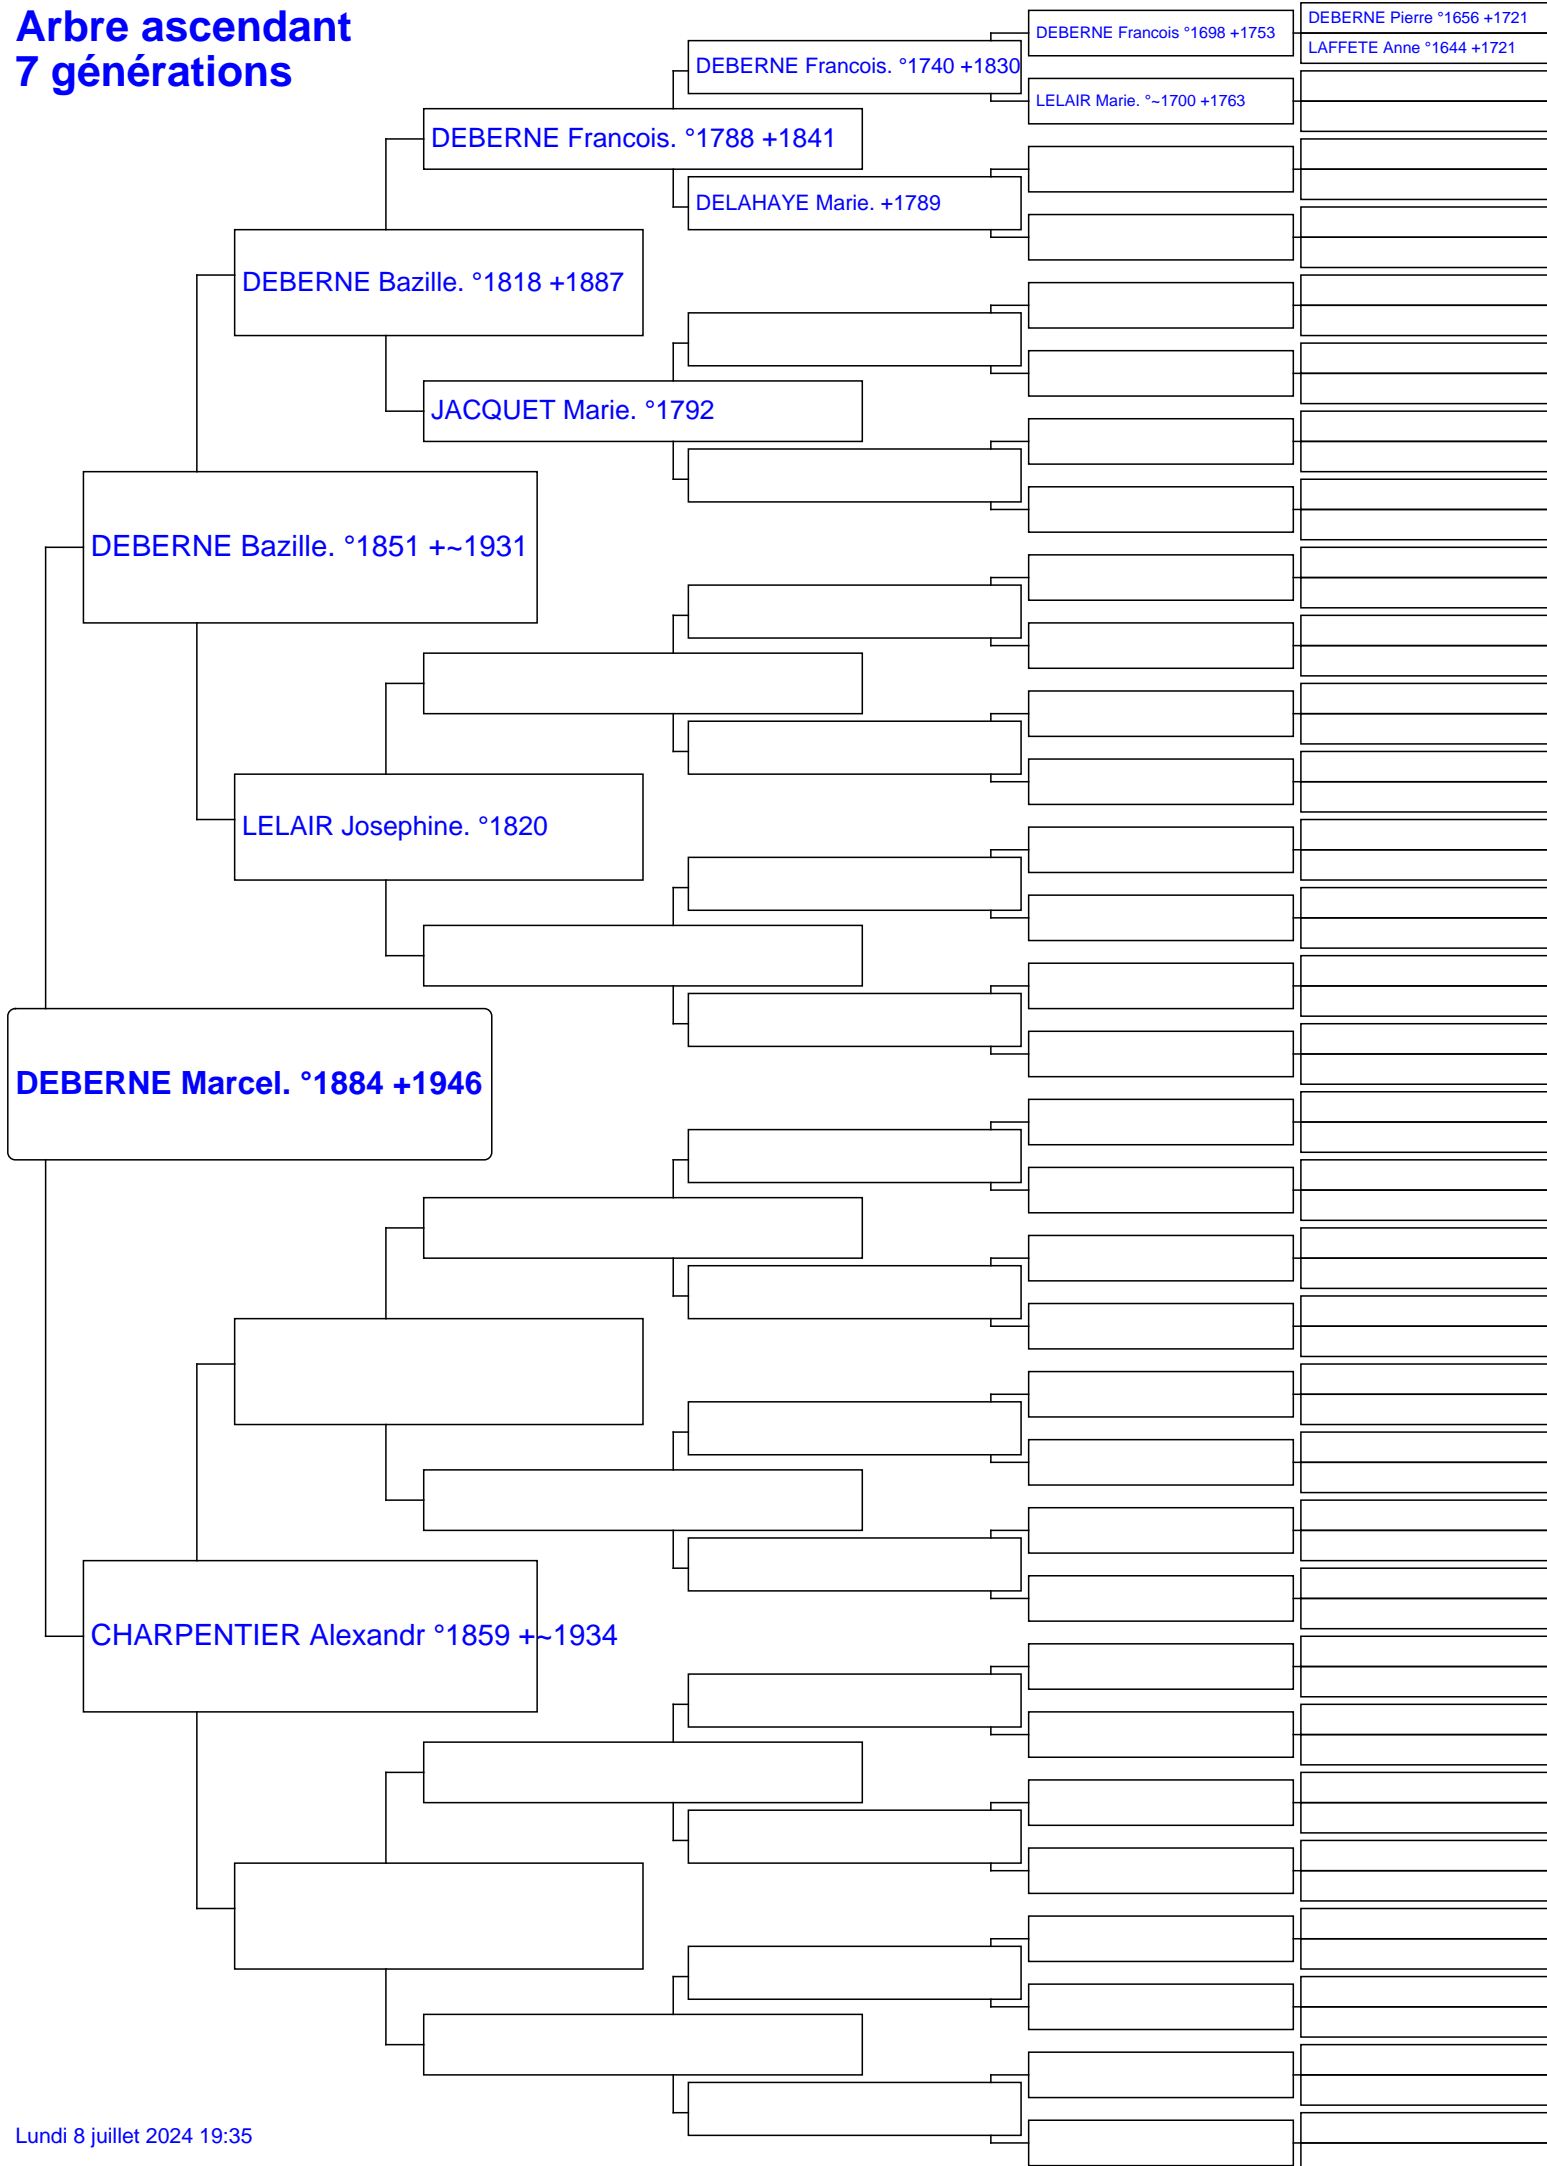 Arbre ascendant
7 générations
DEBERNE Pierre °1656 +1721
DEBERNE Francois °1698 +1753
LAFFETE Anne °1644 +1721
DEBERNE Francois. °1740 +1830
LELAIR Marie. °~1700 +1763
DEBERNE Francois. °1788 +1841
DELAHAYE Marie. +1789
DEBERNE Bazille. °1818 +1887
JACQUET Marie. °1792
DEBERNE Bazille. °1851 +~1931
LELAIR Josephine. °1820
DEBERNE Marcel. °1884 +1946
CHARPENTIER Alexandr °1859 +~1934
Lundi 8 juillet 2024 19:35